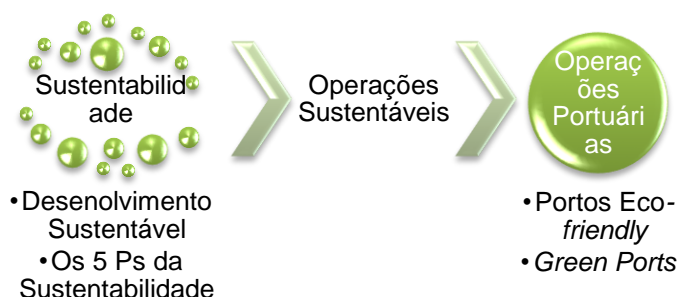 Sustentabilid
ade
•Desenolvimento
Sustentável
•Os 5 Ps da
Sustentabilidade
Operações
Sustentáveis
Operaç
ões
Portuári
as
•Portos Eco-
friendly
•Green Ports